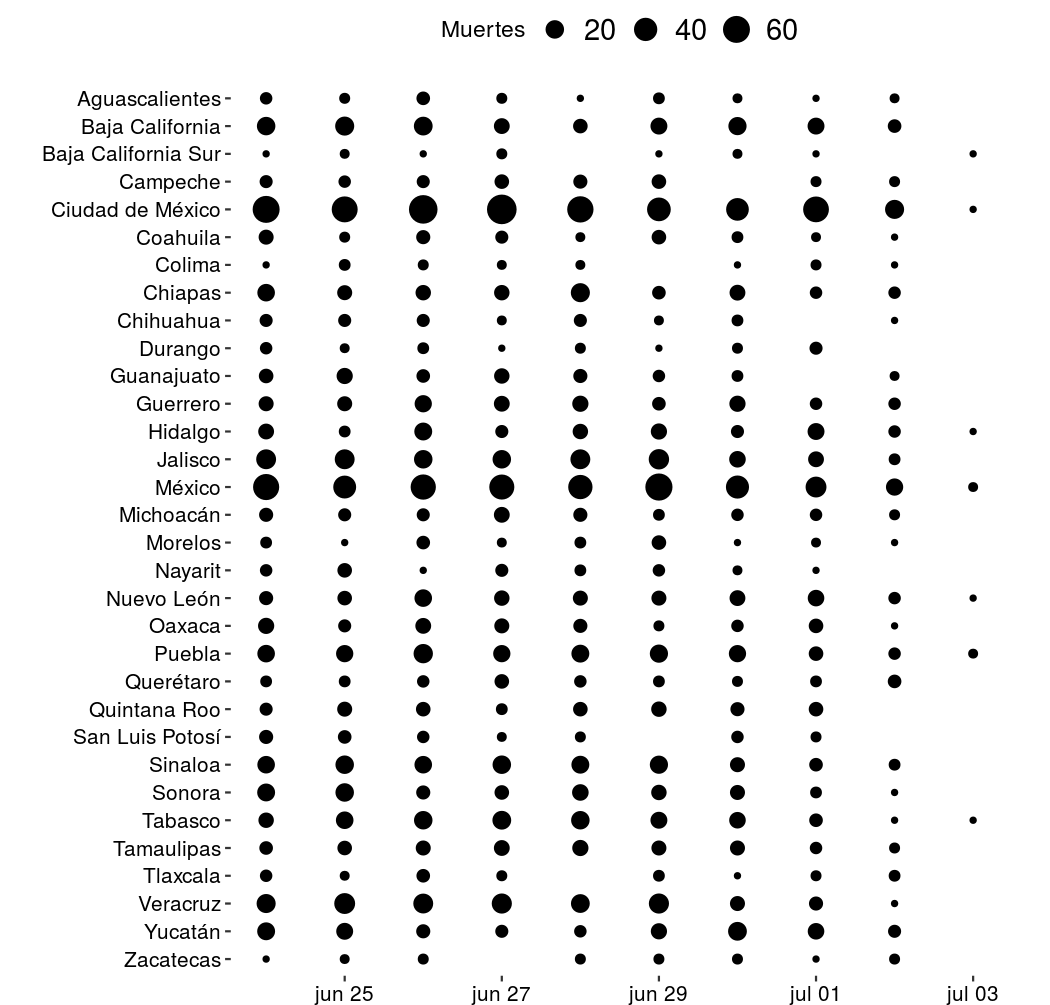 Muertes 20 40 60
Aguascalientes
Baja California
Baja California Sur
Campeche
Ciudad de México
Coahuila
Colima
Chiapas
Chihuahua
Durango
Guanajuato
Guerrero
Hidalgo
Jalisco
México
Michoacán
Morelos
Nayarit
Nuevo León
Oaxaca
Puebla
Querétaro
Quintana Roo
San Luis Potosí
Sinaloa
Sonora
Tabasco
Tamaulipas
Tlaxcala
Veracruz
Yucatán
Zacatecas
jun 25 jun 27 jun 29 jul 01 jul 03